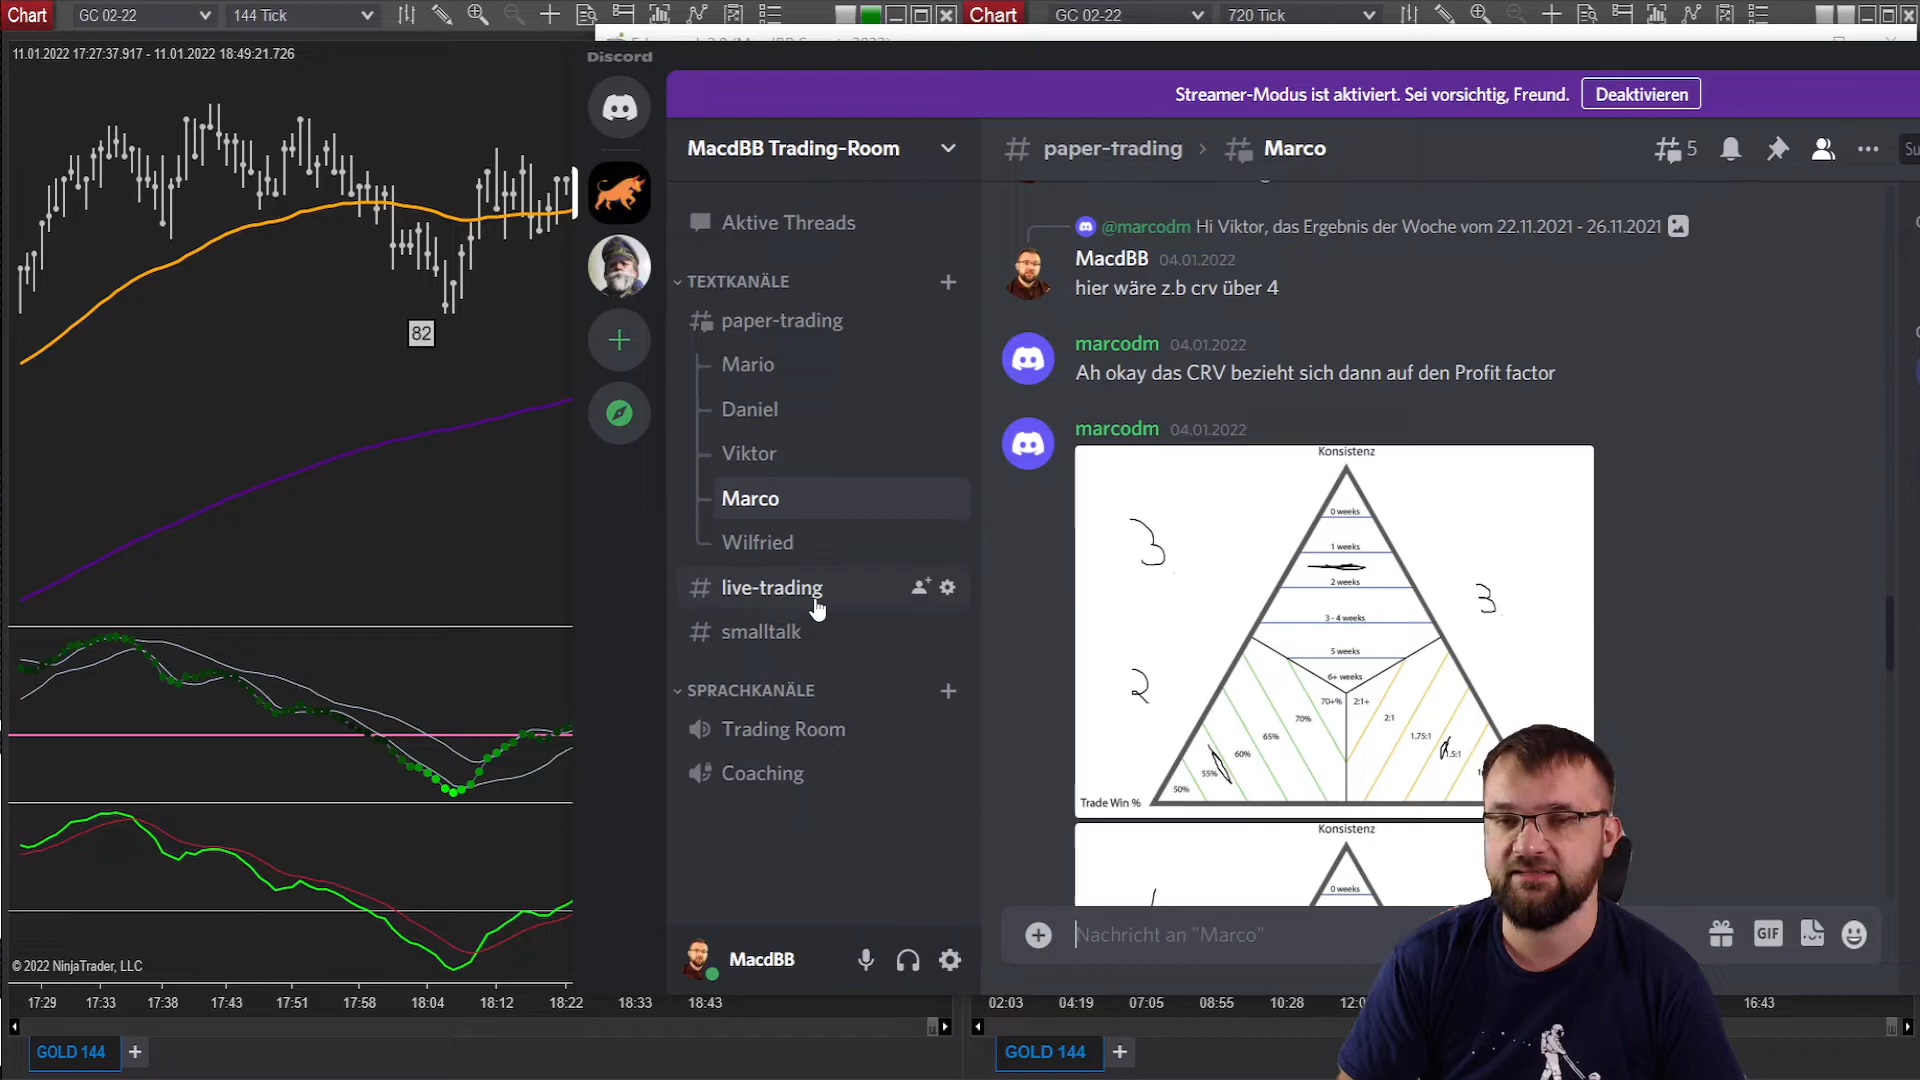 Chart
GC 02-22
144 Tick
Chart
GC 02-22
720 Tick
11.01.2022 17:27:37.917 - 11.01.2022 18:49:21.726
82
© 2022 NinjaTrader, LLC
Discord
Streamer-Modus ist aktiviert. Sei vorsichtig, Freund.
Deaktivieren
MacdBB Trading-Room
paper-trading
Marco
5
Su
Aktive Threads
TEXTKANÄLE
paper-trading
Mario
Daniel
Viktor
Marco
Wilfried
live-trading
smalltalk
SPRACHKANÄLE
Trading Room
Coaching
MacdBB
@marcodm Hi Viktor, das Ergebnis der Woche vom 22.11.2021 - 26.11.2021
MacdBB 04.01.2022
hier wäre z.b crv über 4
marcodm 04.01.2022
Ah okay das CRV bezieht sich dann auf den Profit factor
marcodm 04.01.2022
Konsistenz
0 weeks
1 weeks
2 weeks
3 - 4 weeks
5 weeks
6+ weeks
3
3
2
70+%
2:1+
70%
2:1
65%
1.75:1
60%
1.5:1
55%
50%
Trade Win %
Konsistenz
0 weeks
Nachricht an "Marco"
GIF
17:29 17:33 17:38 17:43 17:51 17:58 18:04 18:12 18:22 18:33 18:43
02:03 04:19 07:05 08:55 10:28 16:43
GOLD 144
GOLD 144